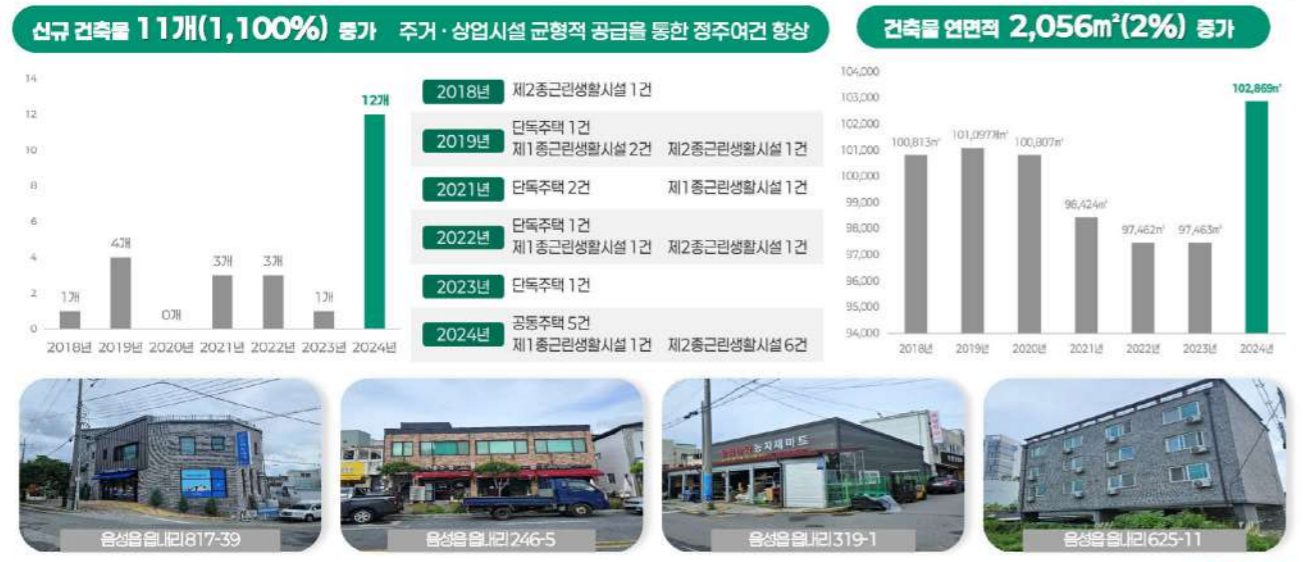 신규 건축물 11개(1,100%) 증가 주거·상업시설 균형적 공급을 통한 정주여건 향상
14
12
10
8
6
4
2
0
1개
4개
0개
3개
3개
1개
12개
2018년 2019년 2020년 2021년 2022년 2023년 2024년
2018년 제2종근린생활시설 1건
2019년 단독주택 1건
제1종근린생활시설 2건 제2종근린생활시설 1건
2021년 단독주택 2건 제1종근린생활시설 1건
2022년 단독주택 1건
제1종근린생활시설 1건 제2종근린생활시설 1건
2023년 단독주택 1건
2024년 공동주택 5건
제1종근린생활시설 1건 제2종근린생활시설 6건
건축물 연면적 2,056㎡(2%) 증가
104,000
103,000
102,000
101,000
100,000
99,000
98,000
97,000
96,000
95,000
94,000
100,813㎡
101,097개㎡
100,807㎡
98,424㎡
97,462㎡
97,463㎡
102,869㎡
2018년 2019년 2020년 2021년 2022년 2023년 2024년
농자재마트
음성읍 읍내리 817-39
음성읍 읍내리 246-5
음성읍 읍내리 319-1
음성읍 읍내리 625-11